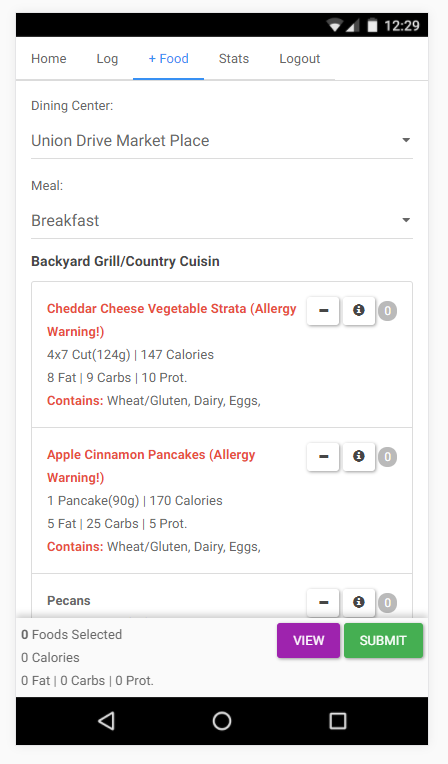 12:29
Home Log + Food Stats Logout
Dining Center:
Union Drive Market Place
Meal:
Breakfast
Backyard Grill/Country Cuisin
Cheddar Cheese Vegetable Strata (Allergy 0
Warning!)
4x7 Cut(124g) | 147 Calories
8 Fat | 9 Carbs | 10 Prot.
Contains: Wheat/Gluten, Dairy, Eggs,
Apple Cinnamon Pancakes (Allergy 0
Warning!)
1 Pancake(90g) | 170 Calories
5 Fat | 25 Carbs | 5 Prot.
Contains: Wheat/Gluten, Dairy, Eggs,
Pecans 0
0 Foods Selected
0 Calories
0 Fat | 0 Carbs | 0 Prot.
VIEW SUBMIT